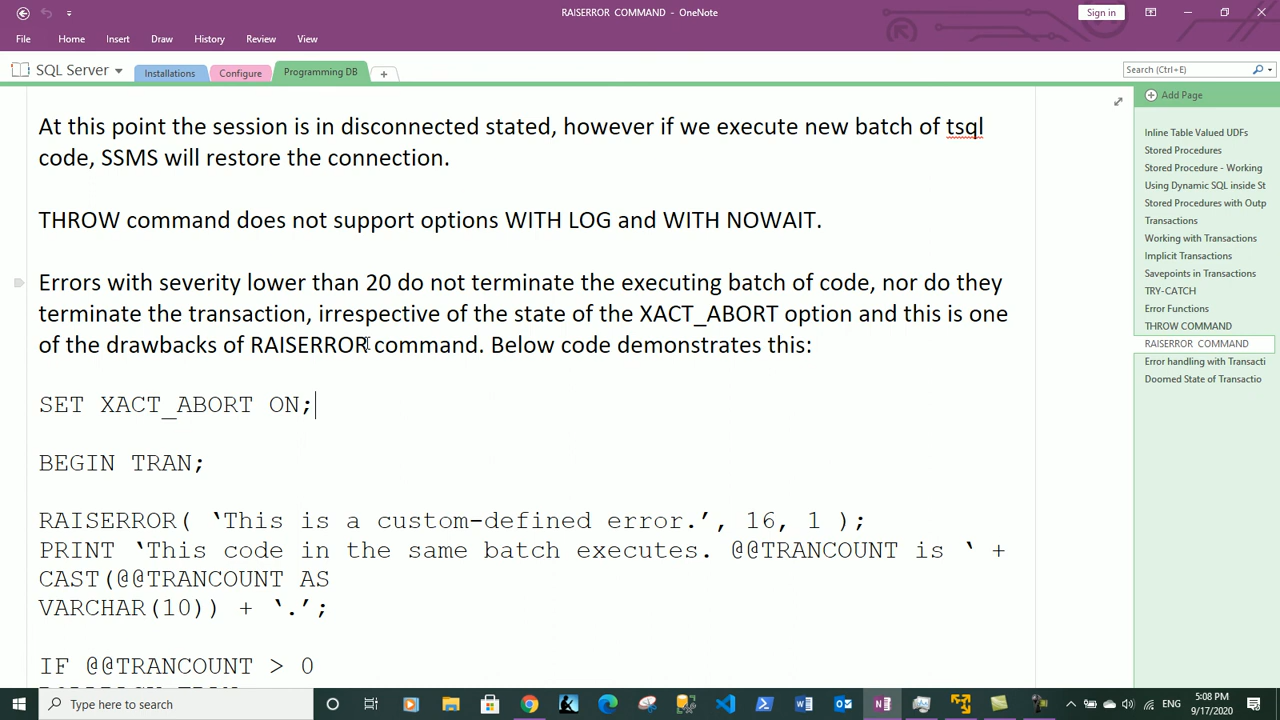 RAISERROR COMMAND - OneNote
Sign in
File Home Insert Draw History Review View
SQL Server Installations Configure Programming DB
Search (Ctrl+E)
Add Page
At this point the session is in disconnected stated, however if we execute new batch of tsql
code, SSMS will restore the connection.
THROW command does not support options WITH LOG and WITH NOWAIT.
Errors with severity lower than 20 do not terminate the executing batch of code, nor do they
terminate the transaction, irrespective of the state of the XACT_ABORT option and this is one
of the drawbacks of RAISERROR command. Below code demonstrates this:
SET XACT_ABORT ON;
BEGIN TRAN;
RAISERROR( ‘This is a custom-defined error.’, 16, 1 );
PRINT ‘This code in the same batch executes. @@TRANCOUNT is ‘ +
CAST(@@TRANCOUNT AS
VARCHAR(10)) + ‘.’;
IF @@TRANCOUNT > 0
Inline Table Valued UDFs
Stored Procedures
Stored Procedure - Working
Using Dynamic SQL inside St
Stored Procedures with Outp
Transactions
Working with Transactions
Implicit Transactions
Savepoints in Transactions
TRY-CATCH
Error Functions
THROW COMMAND
RAISERROR COMMAND
Error handling with Transacti
Doomed State of Transactio
Type here to search
ENG
5:08 PM
9/17/2020